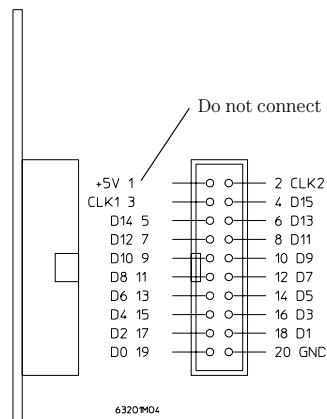 Do not connect
+5V 1 2 CLK2
CLK1 3 4 D15
D14 5 6 D13
D12 7 8 D11
D10 9 10 D9
D8 11 12 D7
D6 13 14 D5
D4 15 16 D3
D2 17 18 D1
D0 19 20 GND
63201M04